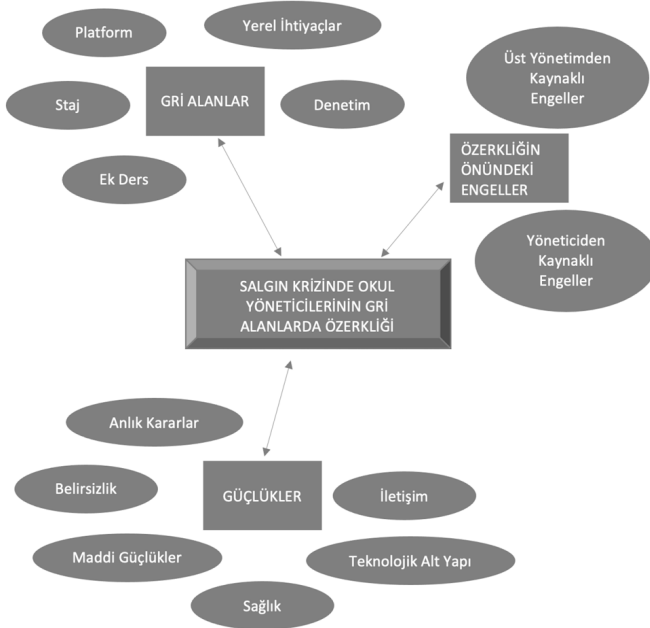 Platform
Yerel İhtiyaçlar
Staj
GRİ ALANLAR
Denetim
Ek Ders
Üst Yönetimden
Kaynaklı
Engeller
ÖZERKLİĞİN
ÖNÜNDEKİ
ENGELLER
Yöneticiden
Kaynaklı
Engeller
SALGIN KRİZİNDE OKUL
YÖNETİCİLERİNİN GRİ
ALANLARDA ÖZERKLİĞİ
Anlık Kararlar
Belirsizlik
GÜÇLÜKLER
İletişim
Maddi Güçlükler
Teknolojik Alt Yapı
Sağlık